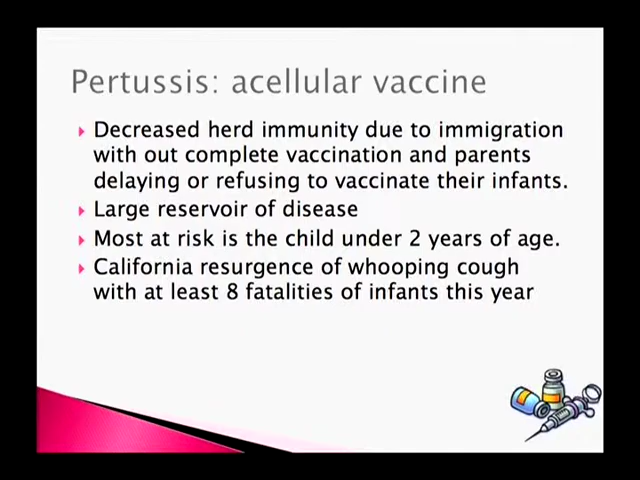 Pertussis: acellular vaccine
Decreased herd immunity due to immigration
with out complete vaccination and parents
delaying or refusing to vaccinate their infants.
Large reservoir of disease
Most at risk is the child under 2 years of age.
California resurgence of whooping cough
with at least 8 fatalities of infants this year